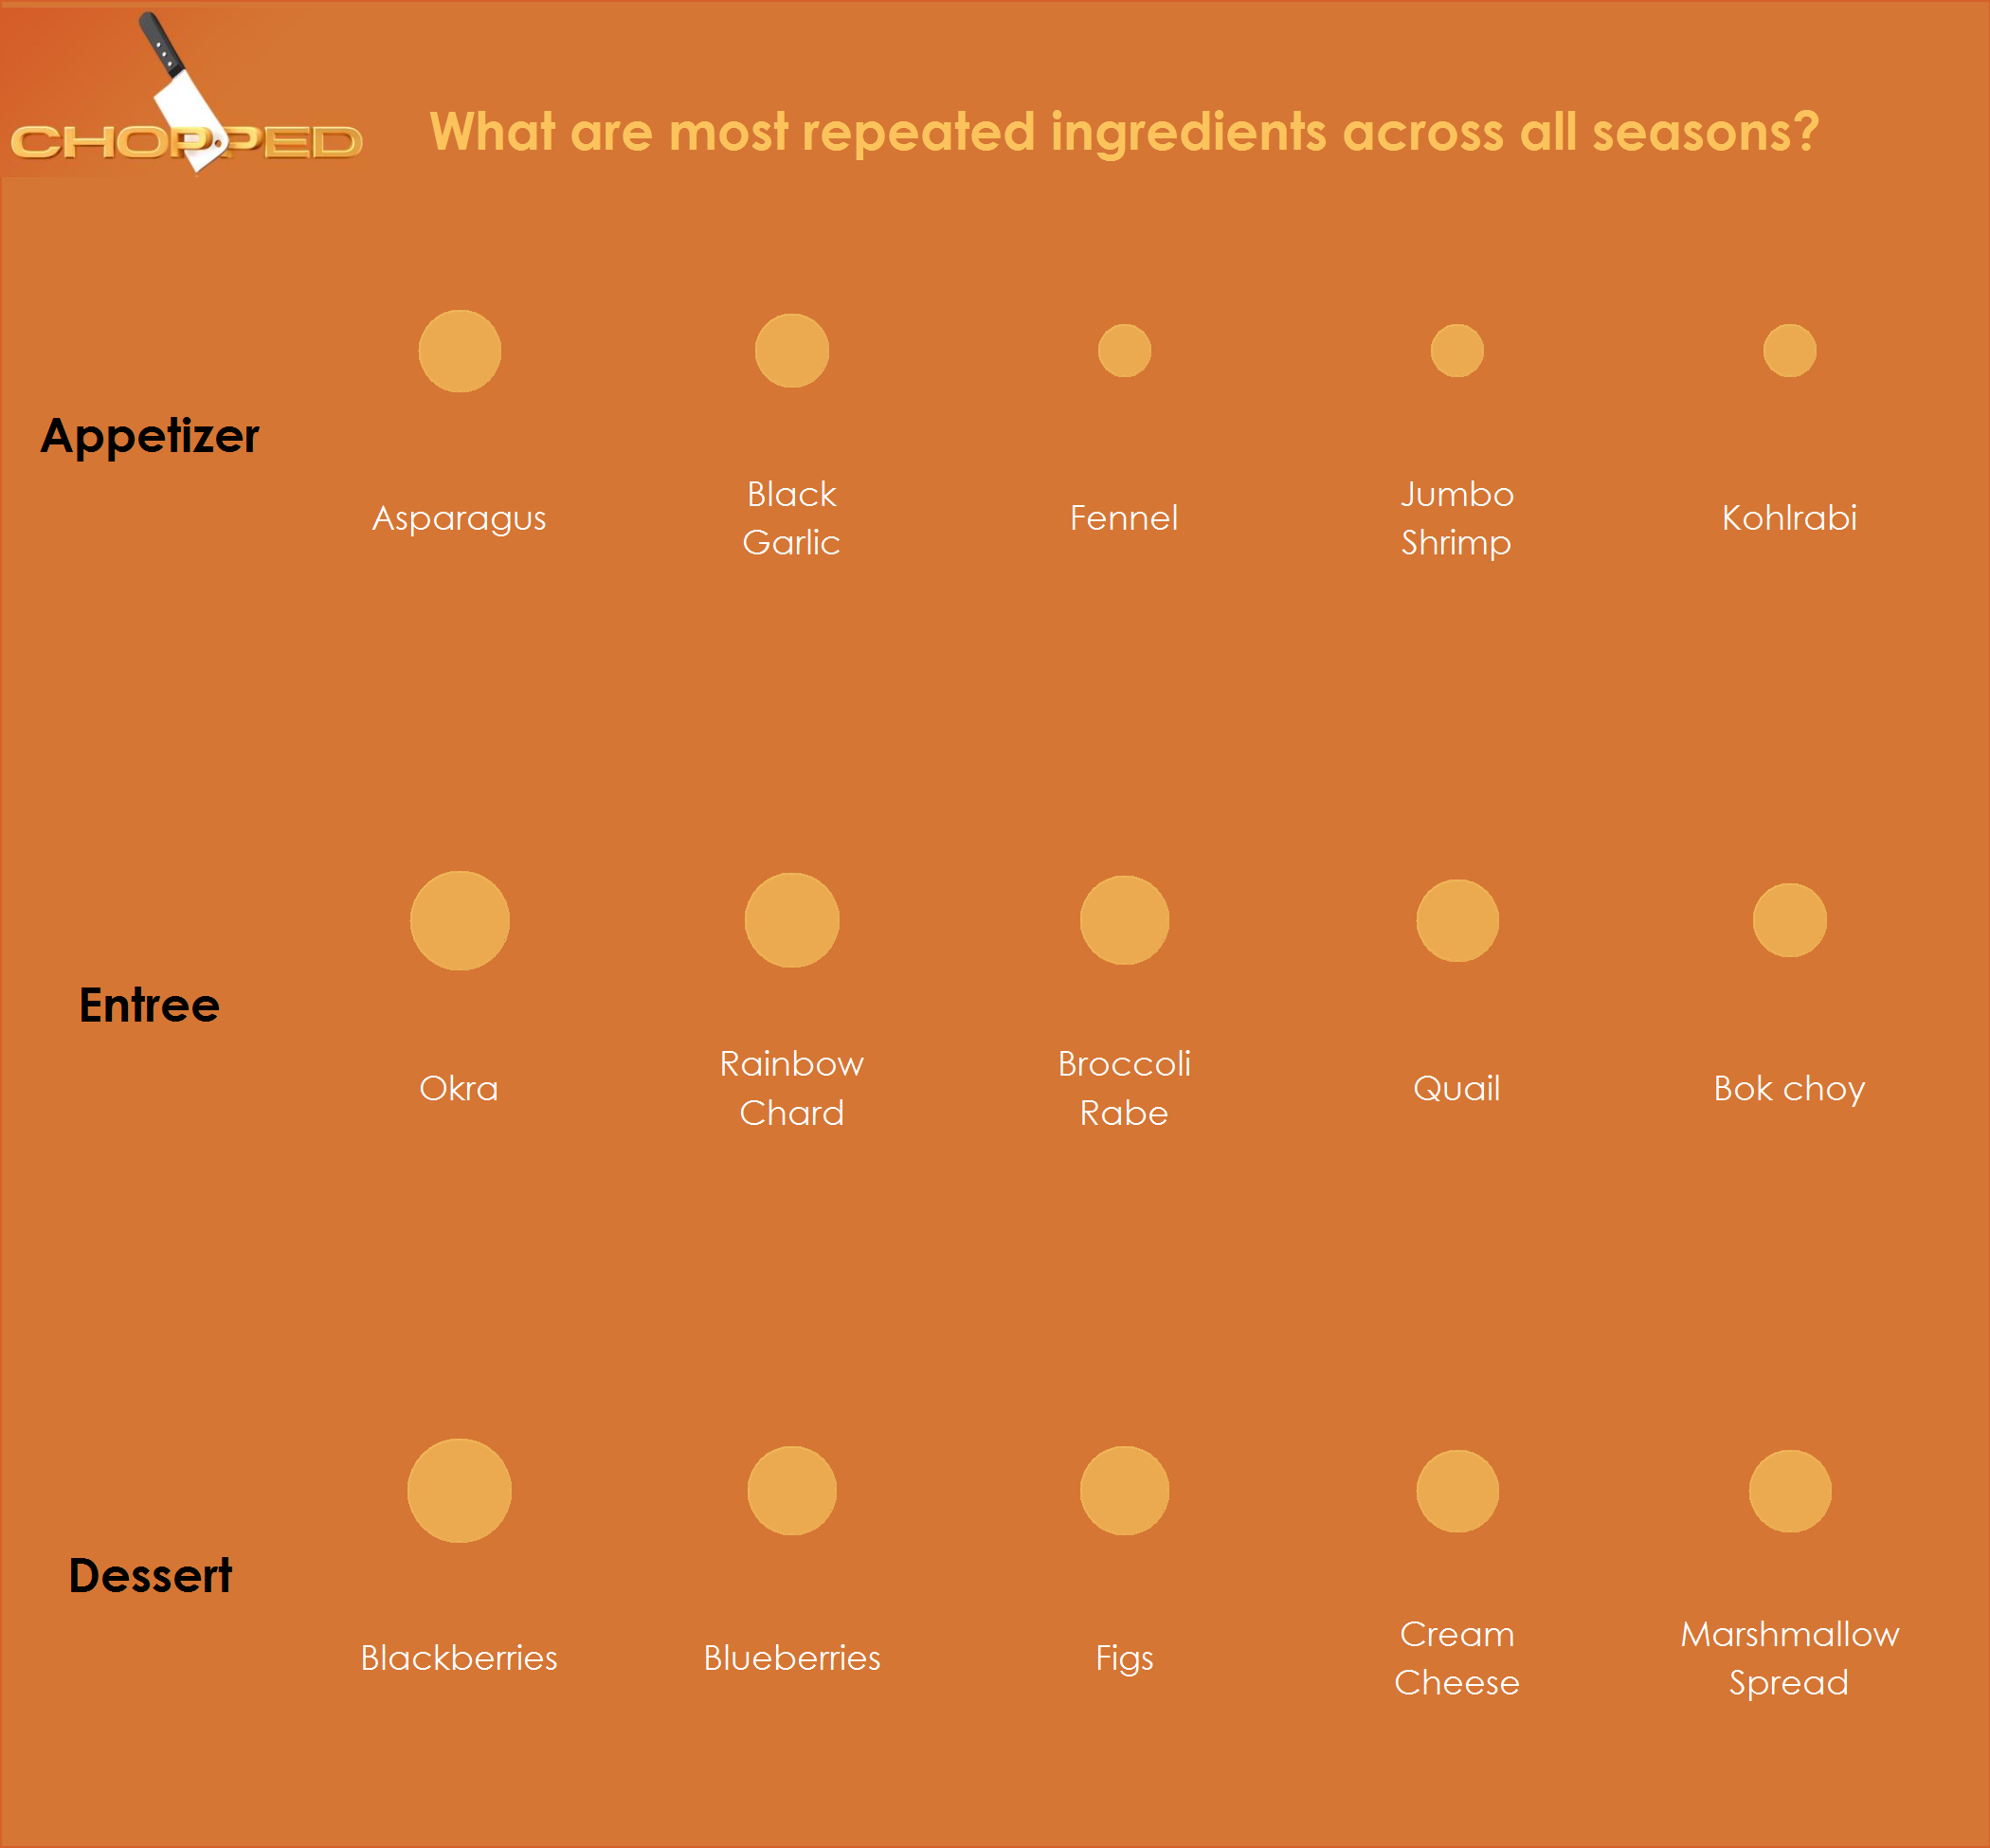 CHOPPED
What are most repeated ingredients across all seasons?
Appetizer
Asparagus
Black
Garlic
Fennel
Jumbo
Shrimp
Kohlrabi
Entree
Okra
Rainbow
Chard
Broccoli
Rabe
Quail
Bok choy
Dessert
Blackberries
Blueberries
Figs
Cream
Cheese
Marshmallow
Spread